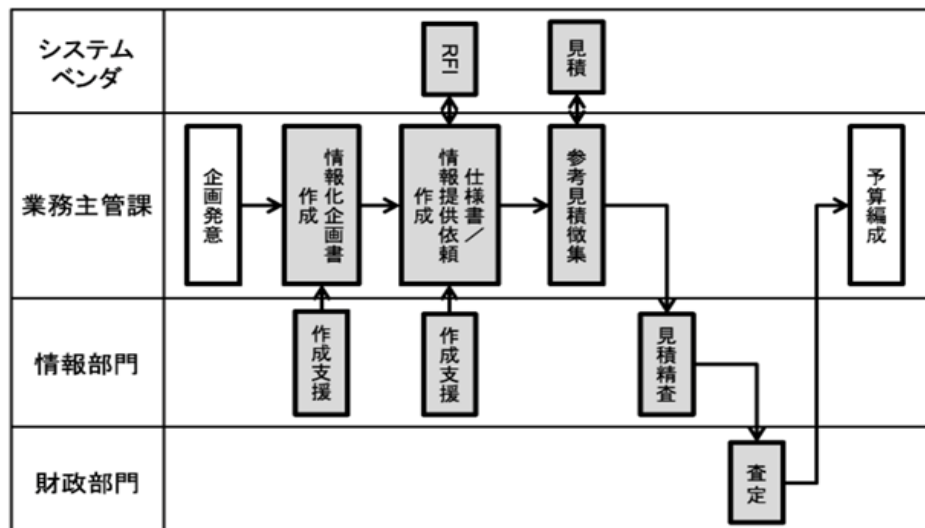 システム
ベンダ
RFI
見積
業務主管課
企画発意
情報化企画書
作成
仕様書／
情報提供依頼
作成
参考見積徴集
予算編成
情報部門
作成支援
作成支援
見積精査
財政部門
査定